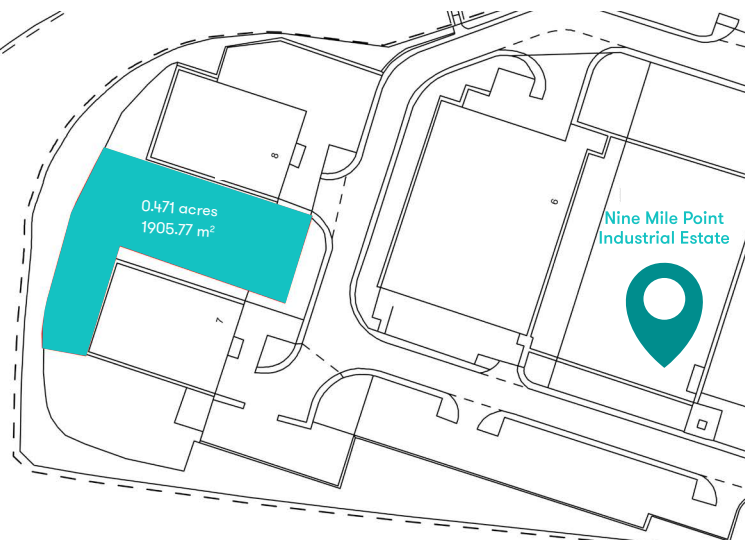 8
0.471 acres
1905.77 m²
6
Nine Mile Point
Industrial Estate
7